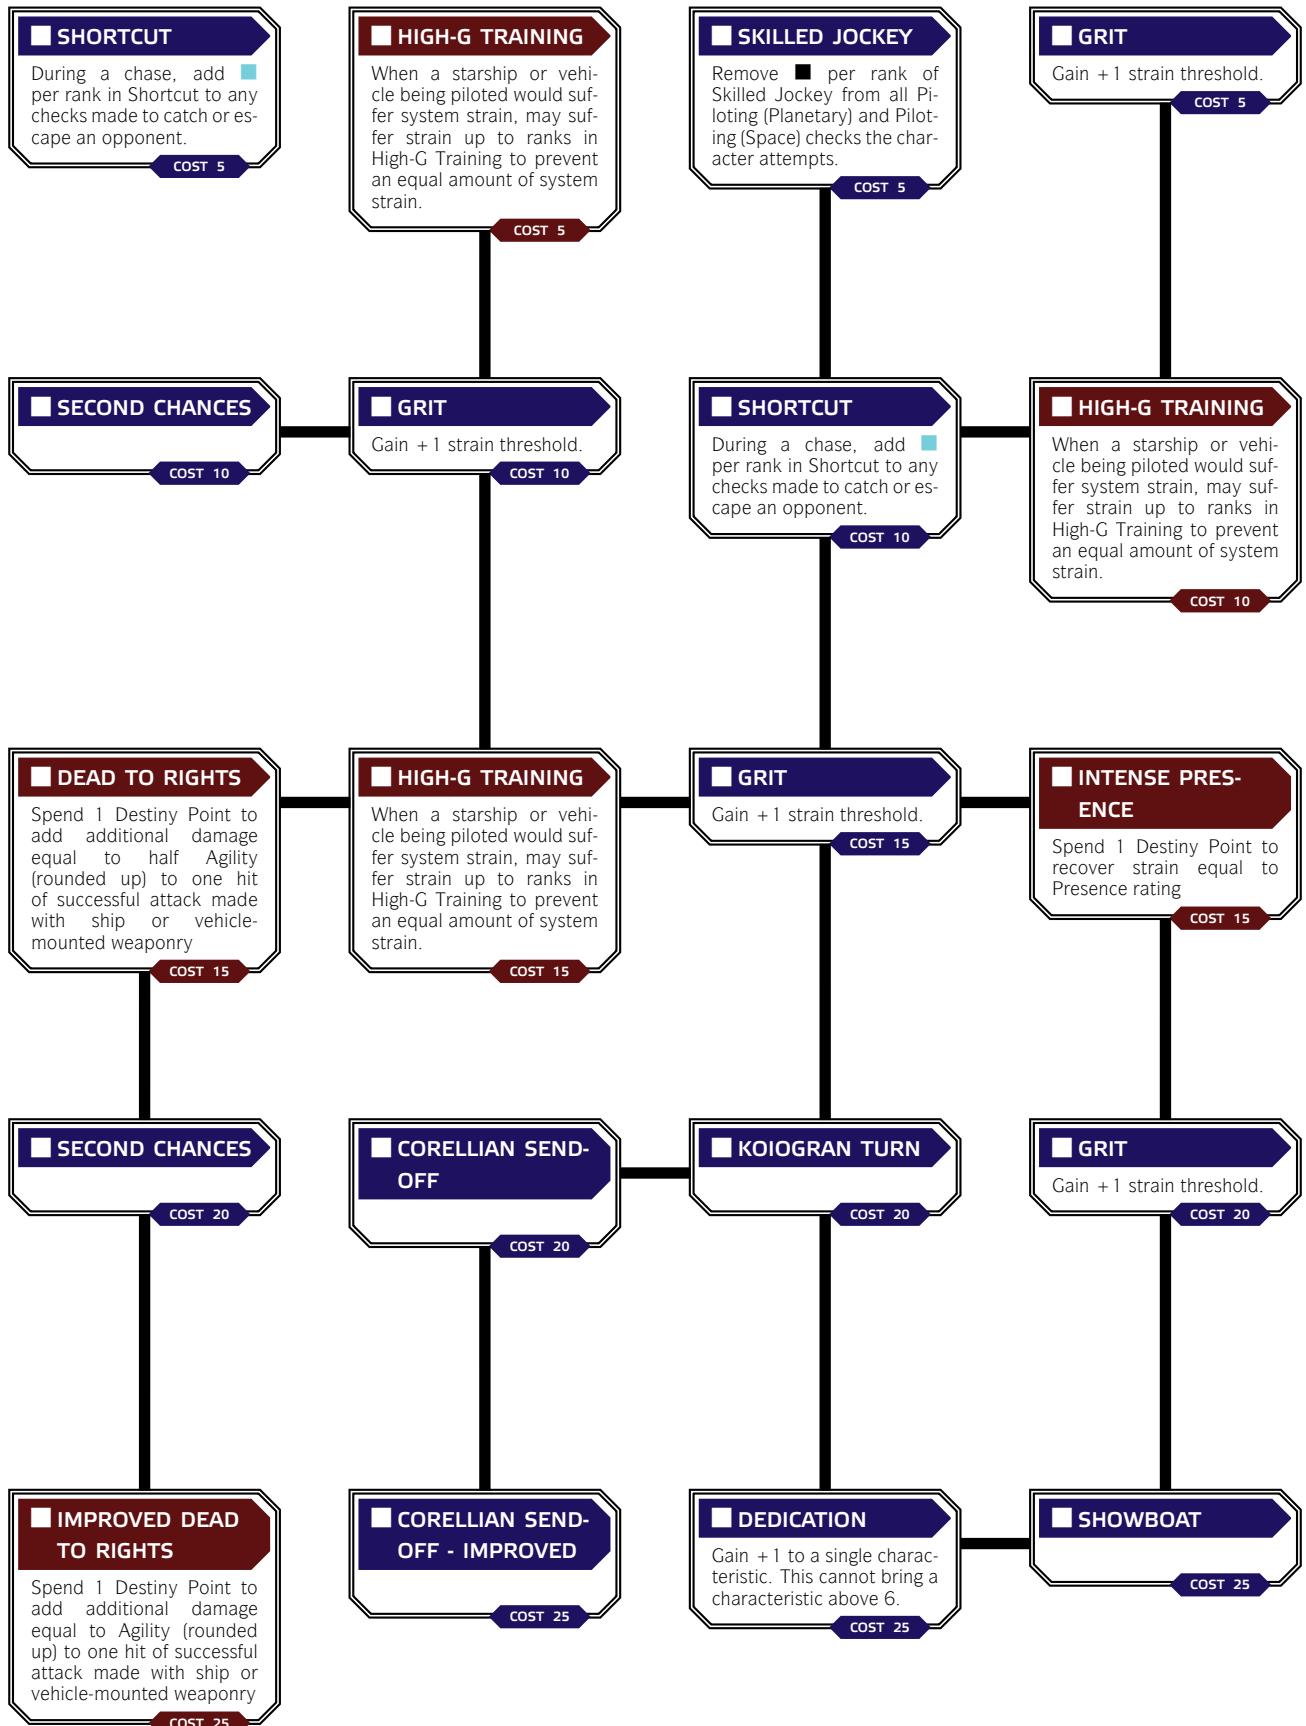 SHORTCUT
During a chase, add
per rank in Shortcut to any
checks made to catch or es-
cape an opponent.
COST 5
HIGH-G TRAINING
When a starship or vehi-
cle being piloted would suf-
fer system strain, may suf-
fer strain up to ranks in
High-G Training to prevent
an equal amount of system
strain.
COST 5
SKILLED JOCKEY
Remove ■ per rank of
Skilled Jockey from all Pi-
loting (Planetary) and Pilot-
ing (Space) checks the char-
acter attempts.
COST 5
GRIT
Gain +1 strain threshold.
COST 5
SECOND CHANCES
COST 10
GRIT
Gain +1 strain threshold.
COST 10
SHORTCUT
During a chase, add
per rank in Shortcut to any
checks made to catch or es-
cape an opponent.
COST 10
HIGH-G TRAINING
When a starship or vehi-
cle being piloted would suf-
fer system strain, may suf-
fer strain up to ranks in
High-G Training to prevent
an equal amount of system
strain.
COST 10
DEAD TO RIGHTS
Spend 1 Destiny Point to
add additional damage
equal to half Agility
(rounded up) to one hit
of successful attack made
with ship or vehicle-
mounted weaponry
COST 15
HIGH-G TRAINING
When a starship or vehi-
cle being piloted would suf-
fer system strain, may suf-
fer strain up to ranks in
High-G Training to prevent
an equal amount of system
strain.
COST 15
GRIT
Gain +1 strain threshold.
COST 15
INTENSE PRES-
ENCE
Spend 1 Destiny Point to
recover strain equal to
Presence rating
COST 15
SECOND CHANCES
COST 20
CORELLIAN SEND-
OFF
COST 20
KOIOGRAN TURN
COST 20
GRIT
Gain +1 strain threshold.
COST 20
IMPROVED DEAD
TO RIGHTS
Spend 1 Destiny Point to
add additional damage
equal to Agility (rounded
up) to one hit of successful
attack made with ship or
vehicle-mounted weaponry
COST 25
CORELLIAN SEND-
OFF - IMPROVED
COST 25
DEDICATION
Gain +1 to a single charac-
teristic. This cannot bring a
characteristic above 6.
COST 25
SHOWBOAT
COST 25